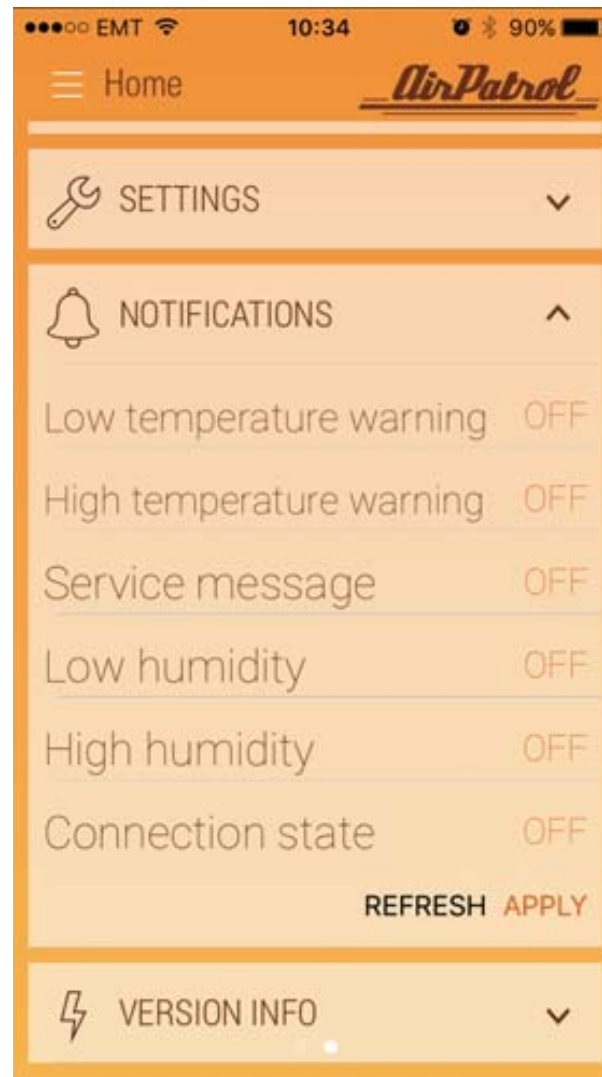 EMT 10:34 90%
Home AirPatrol
SETTINGS
NOTIFICATIONS
Low temperature warning OFF
High temperature warning OFF
Service message OFF
Low humidity OFF
High humidity OFF
Connection state OFF
REFRESH APPLY
VERSION INFO